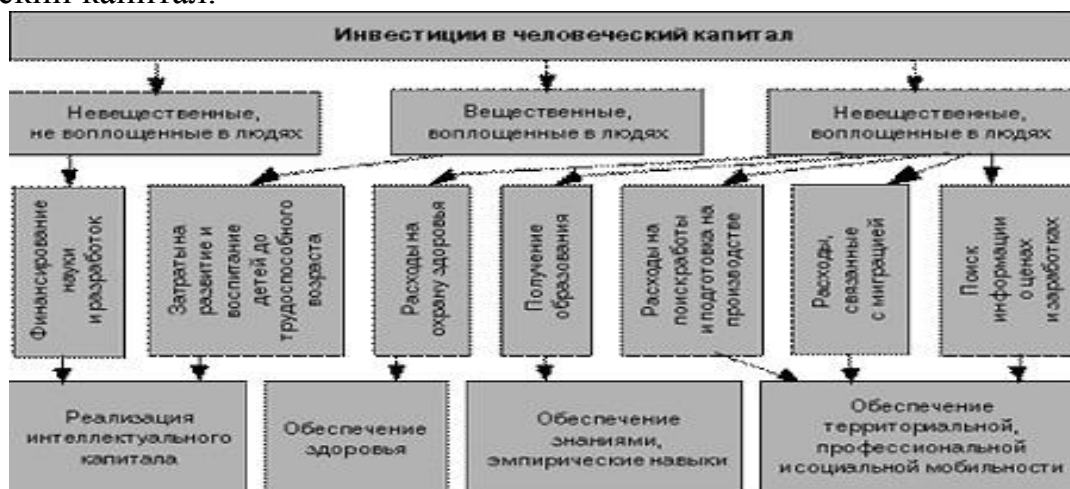 ский капитал.
Инвестиции в человеческий капитал
Невещественные,
не воплощенные в людях
Вещественные,
воплощенные в людях
Невещественные,
воплощенные в людях
Финансирование
науки
и разработок
Затраты на
развитие и
воспитание
детей до
трудоспособного
возраста
Расходы на
охрану здоровья
Получение
образования
Расходы на
поиск работы
и подготовка на
производстве
Расходы,
связанные
с миграцией
Поиск
информации
о ценах
и заработках
Реализация
интеллектуального
капитала
Обеспечение
здоровья
Обеспечение
знаниями,
эмпирические навыки
Обеспечение
территориальной,
профессиональной
и социальной мобильности